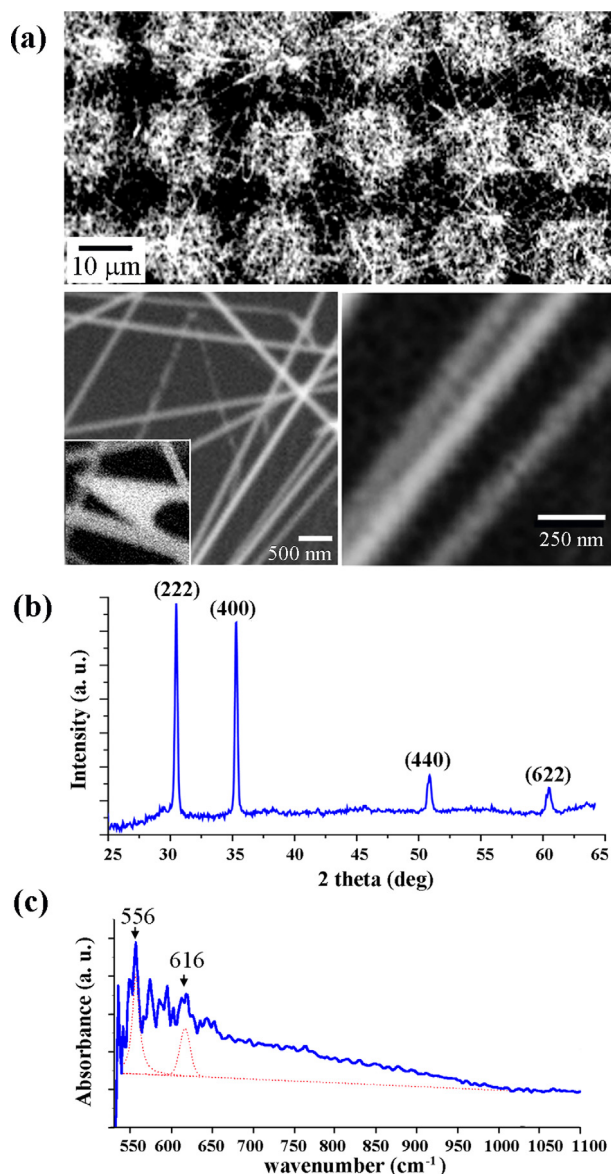 (a)
10 μm
500 nm
250 nm
(b)
(222)
(400)
(440)
(622)
Intensity (a. u.)
25 30 35 40 45 50 55 60 65
2 theta (deg)
(c)
556
616
Absorbance (a. u.)
550 600 650 700 750 800 850 900 950 1000 1050 1100
wavenumber (cm⁻¹)